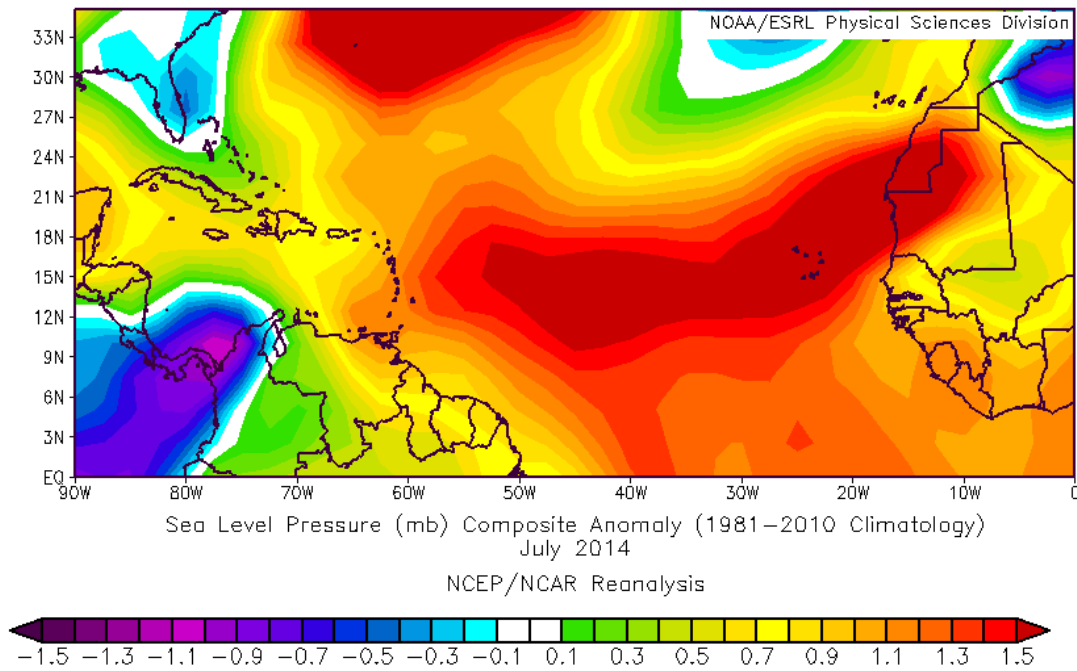 NOAA/ESRL Physical Sciences Division
33N
30N
27N
24N
21N
18N
15N
12N
9N
6N
3N
EQ
90W 80W 70W 60W 50W 40W 30W 20W 10W 0
Sea Level Pressure (mb) Composite Anomaly (1981−2010 Climatology)
July 2014
NCEP/NCAR Reanalysis
−1.5 −1.3 −1.1 −0.9 −0.7 −0.5 −0.3 −0.1 0.1 0.3 0.5 0.7 0.9 1.1 1.3 1.5